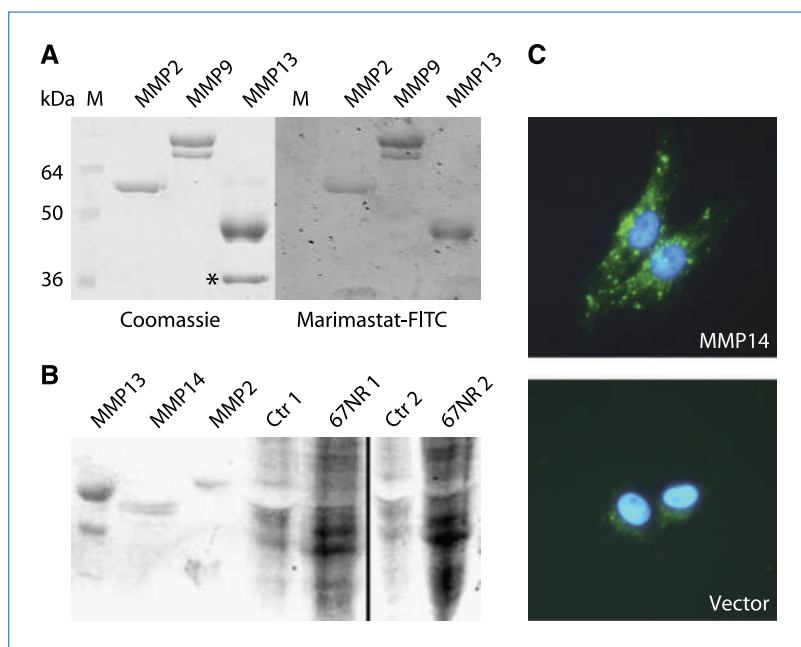 A
MMP2 MMP9 MMP13 MMP2 MMP9 MMP13
kDa M M
64
50
36
*
Coomassie Marimastat-FITC
B
MMP13 MMP14 MMP2 Ctr 1 67NR 1 Ctr 2 67NR 2
C
MMP14
Vector